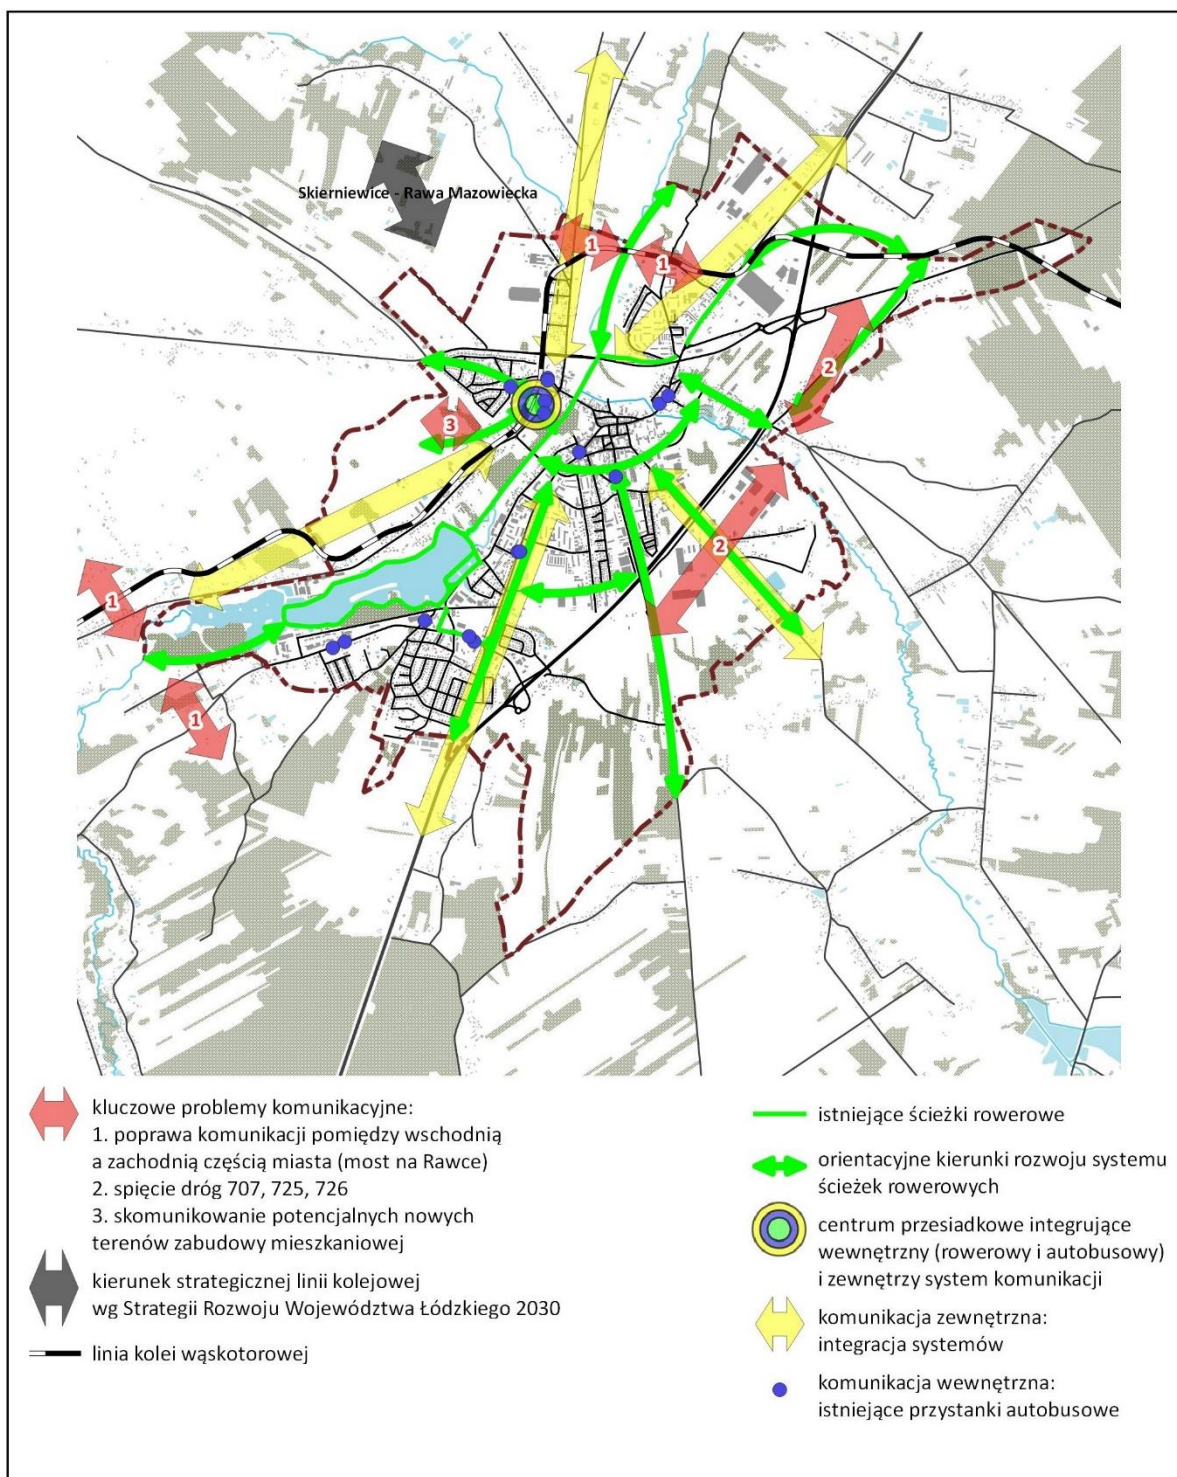 Skierniewice - Rawa Mazowiecka
1
1
2
3
2
1
1
kluczowe problemy komunikacyjne:
1. poprawa komunikacji pomiędzy wschodnią
a zachodnią częścią miasta (most na Rawce)
2. spięcie dróg 707, 725, 726
3. skomunikowanie potencjalnych nowych
terenów zabudowy mieszkaniowej
kierunek strategicznej linii kolejowej
wg Strategii Rozwoju Województwa Łódzkiego 2030
linia kolei wąskotorowej
istniejące ścieżki rowerowe
orientacyjne kierunki rozwoju systemu
ścieżek rowerowych
centrum przesiadkowe integrujące
wewnętrzny (rowerowy i autobusowy)
i zewnętrzy system komunikacji
komunikacja zewnętrzna:
integracja systemów
komunikacja wewnętrzna:
istniejące przystanki autobusowe